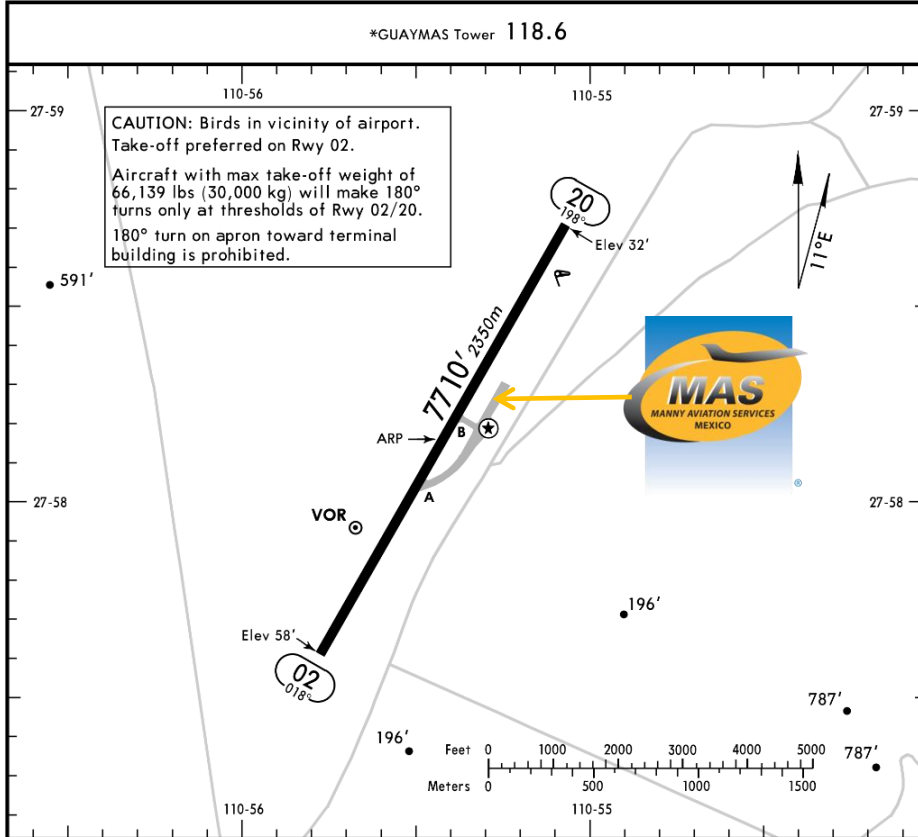 *GUAYMAS Tower 118.6
110-56
110-55
27-59
27-59
CAUTION: Birds in vicinity of airport.
Take-off preferred on Rwy 02.
Aircraft with max take-off weight of
66,139 lbs (30,000 kg) will make 180°
turns only at thresholds of Rwy 02/20.
180° turn on apron toward terminal
building is prohibited.
20
198°
Elev 32'
11°E
591'
7710' 2350m
MAS
MANNY AVIATION SERVICES
MEXICO
®
ARP
B
A
27-58
27-58
VOR
196'
Elev 58'
02
018°
787'
196'
787'
Feet 0 1000 2000 3000 4000 5000
Meters 0 500 1000 1500
110-56
110-55